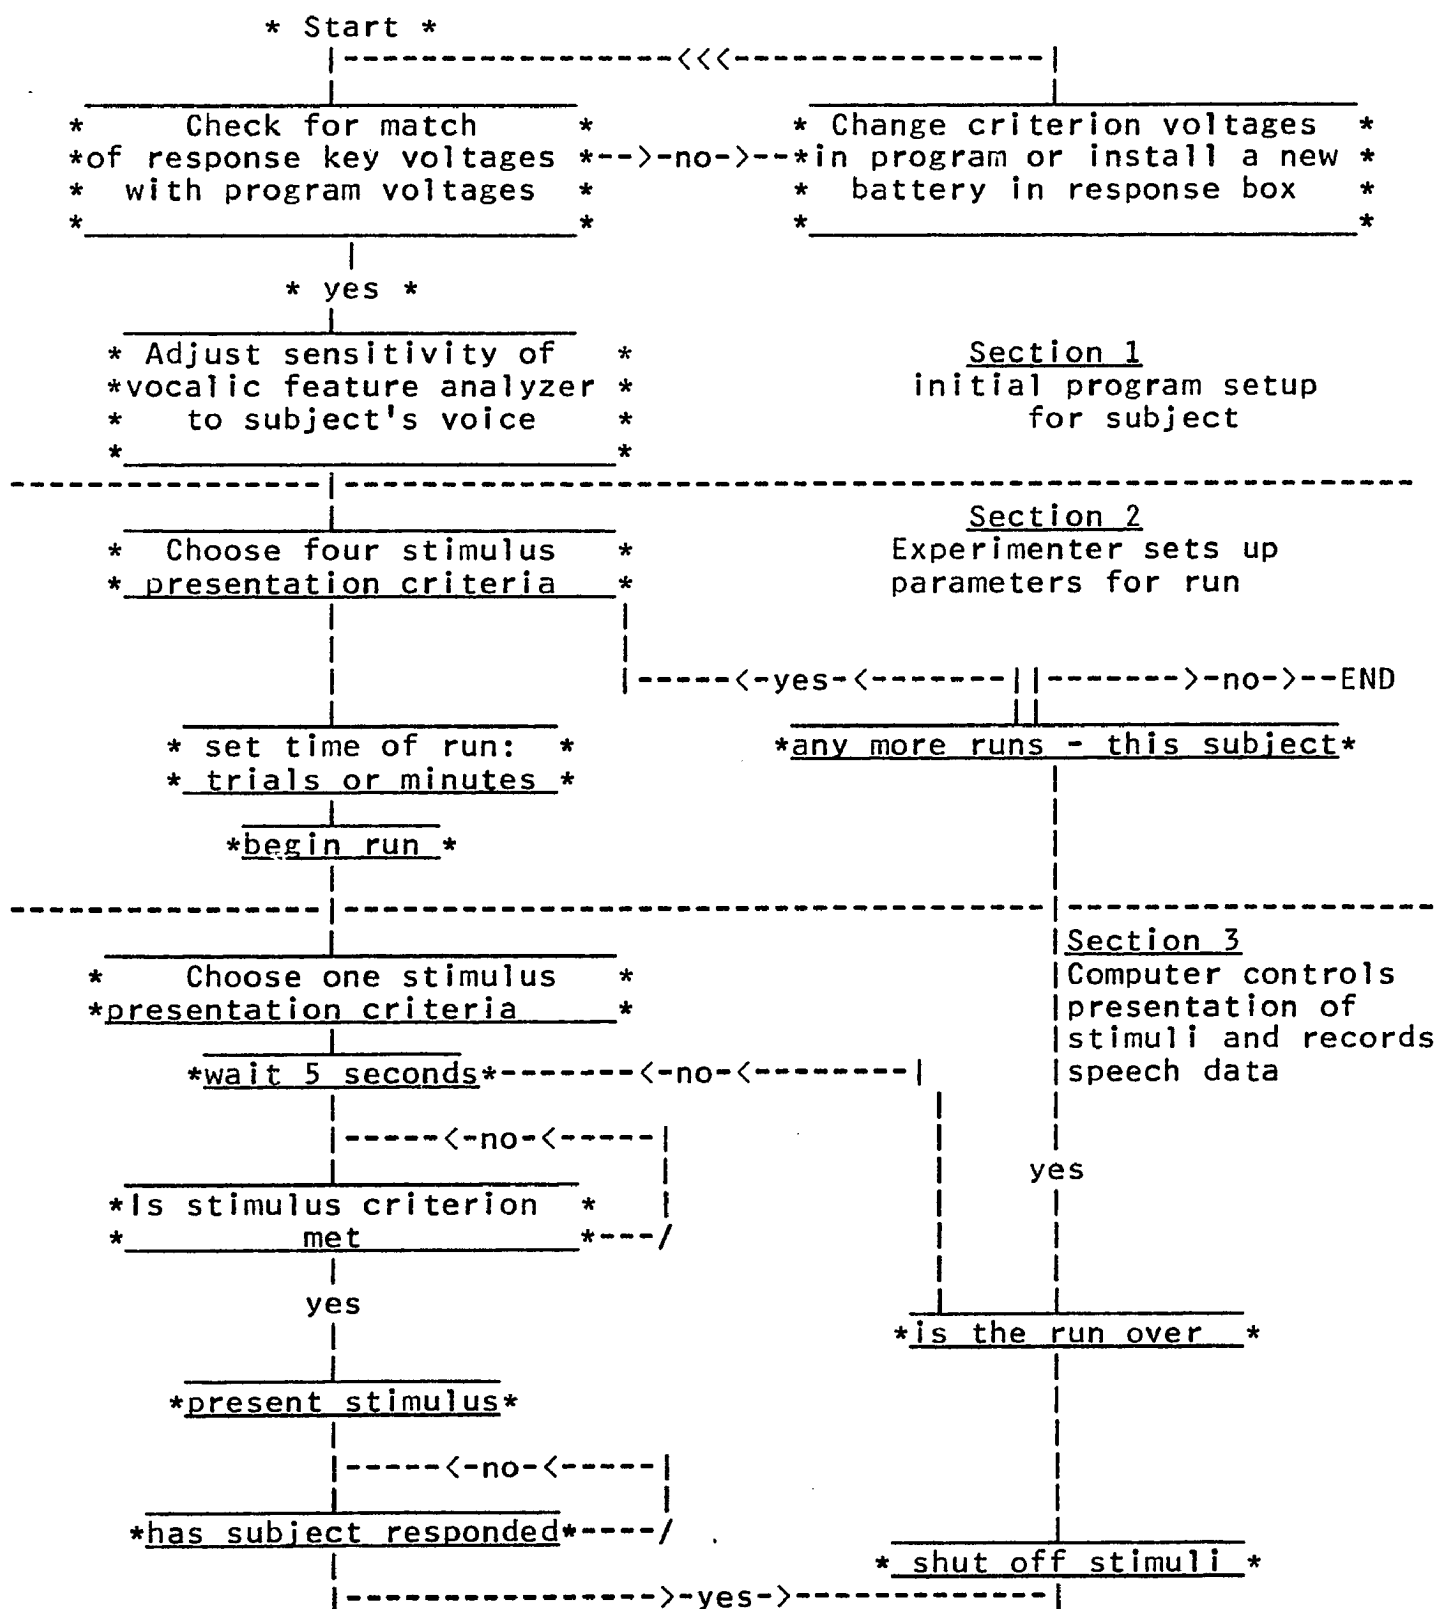 * Start *
<<<
* Check for match *
*of response key voltages *-->-no->--*in program or install a new *
* with program voltages *
* Change criterion voltages *
* battery in response box *
* yes *
* Adjust sensitivity of *
*vocalic feature analyzer *
* to subject's voice *
Section 1
initial program setup
for subject
* Choose four stimulus *
* presentation criteria *
Section 2
Experimenter sets up
parameters for run
|-----<-yes-<-------||------->-no->--END
* set time of run: *
* trials or minutes *
*any more runs - this subject*
*begin run *
Section 3
Computer controls
presentation of
stimuli and records
speech data
* Choose one stimulus *
*presentation criteria *
*wait 5 seconds*-------<-no-<--------|
|-----<-no-<-----|
yes
*Is stimulus criterion *
* met *---/
yes
*is the run over *
*present stimulus*
|-----<-no-<-----|
*has subject responded*----/
* shut off stimuli *
|---------------->-yes->-------------|